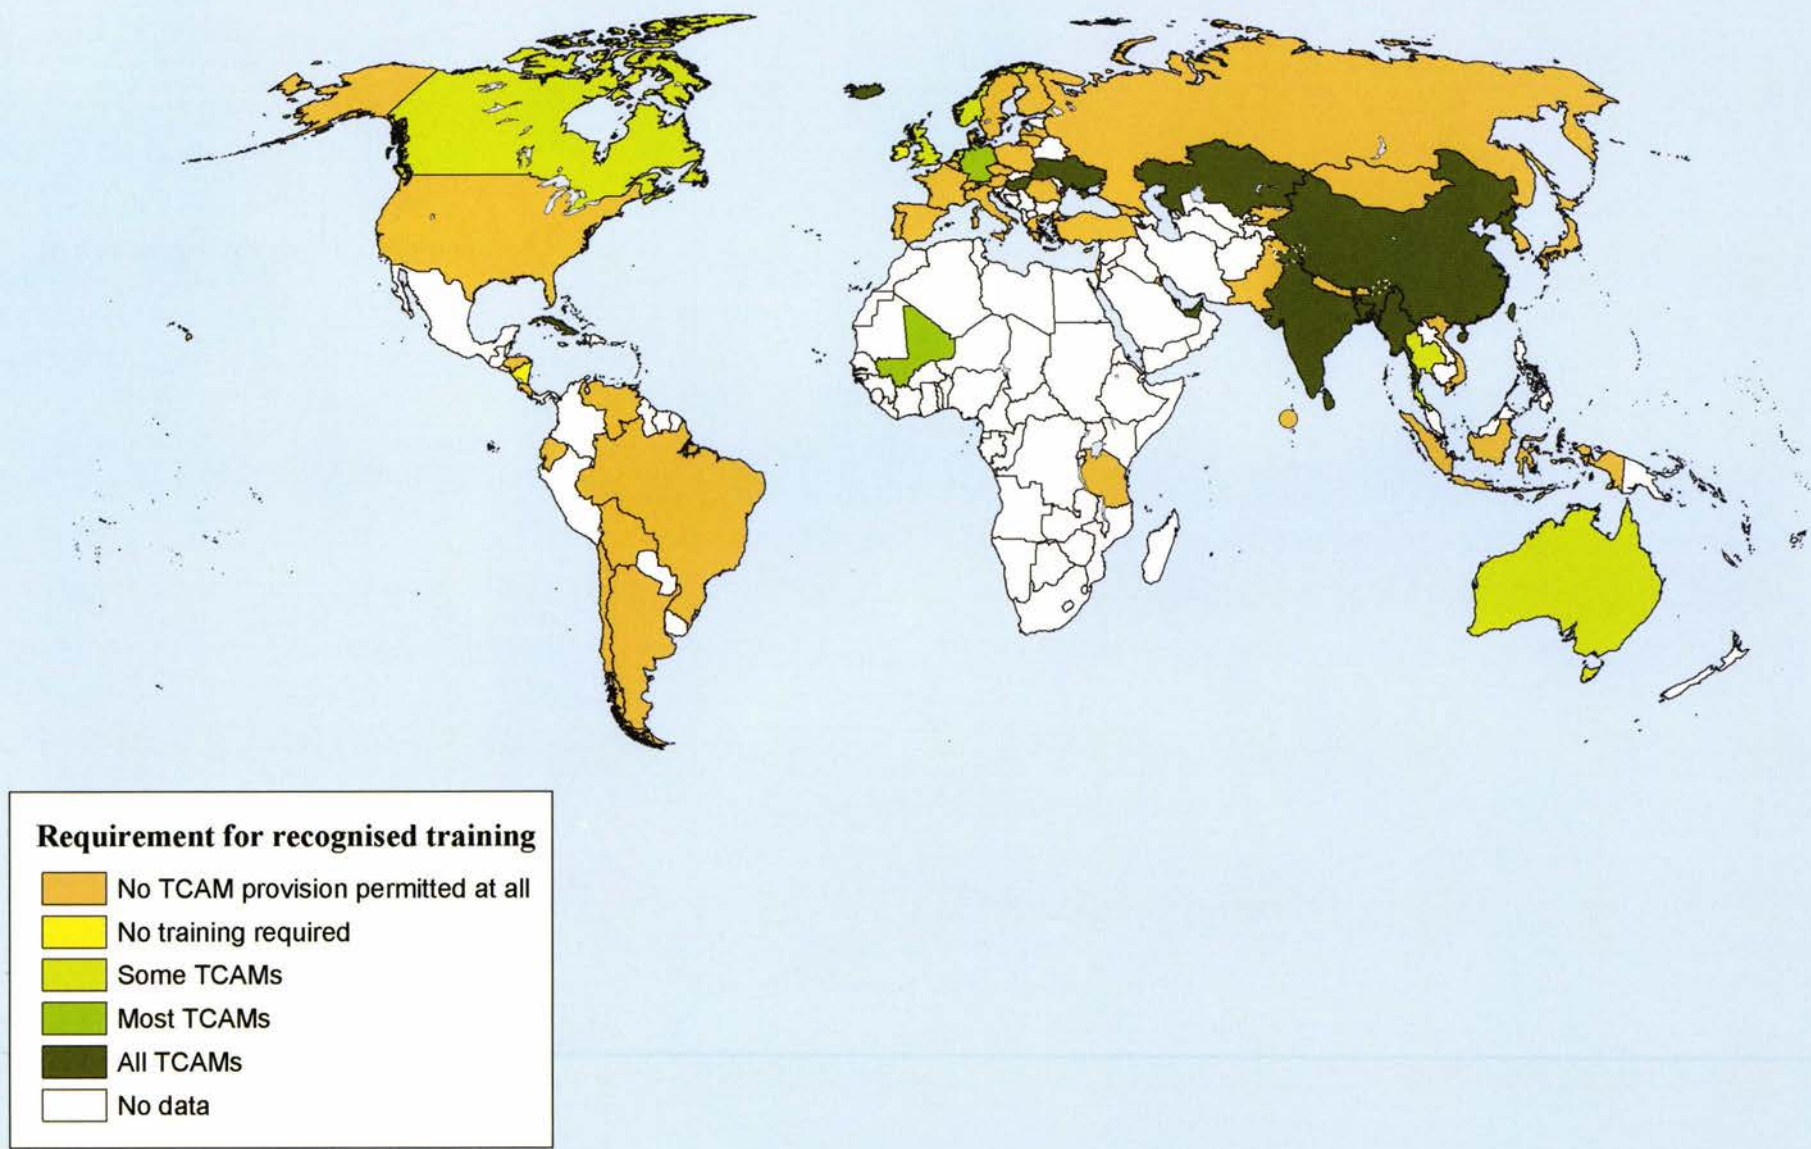 Requirement for recognised training
No TCAM provision permitted at all
No training required
Some TCAMs
Most TCAMs
All TCAMs
No data